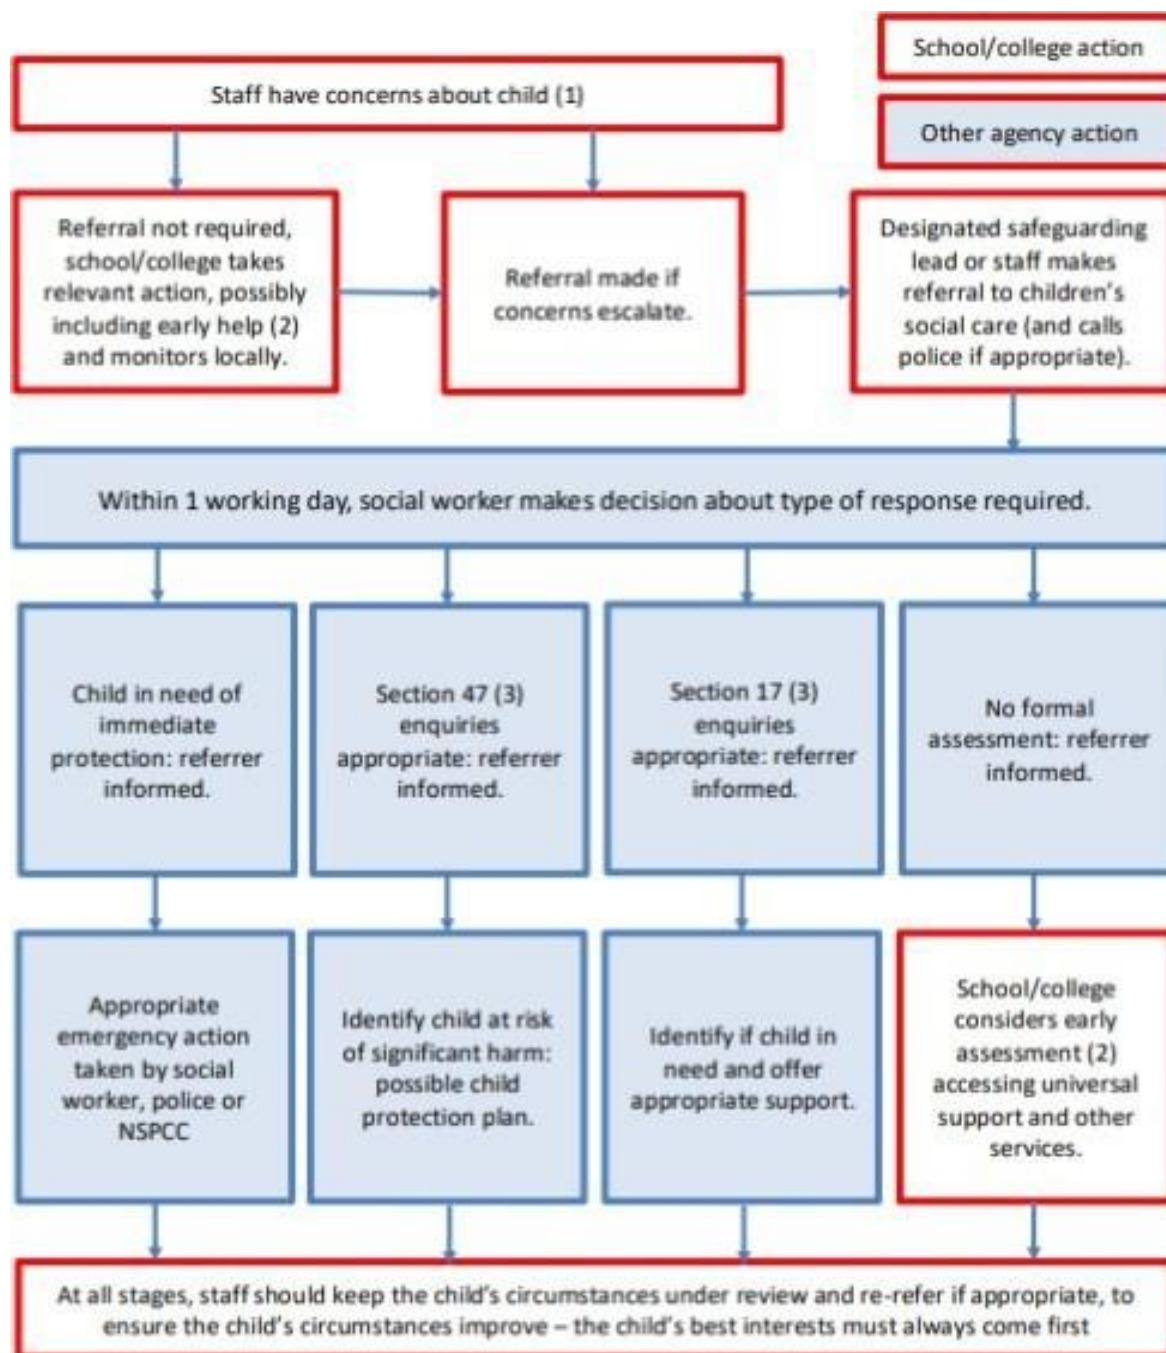 School/college action
Staff have concerns about child (1)
Other agency action
Referral not required,
school/college takes
relevant action, possibly
including early help (2)
and monitors locally.
Referral made if
concerns escalate.
Designated safeguarding
lead or staff makes
referral to children's
social care (and calls
police if appropriate).
Within 1 working day, social worker makes decision about type of response required.
Child in need of
immediate
protection: referrer
informed.
Section 47 (3)
enquiries
appropriate: referrer
informed.
Section 17 (3)
enquiries
appropriate: referrer
informed.
No formal
assessment: referrer
informed.
Appropriate
emergency action
taken by social
worker, police or
NSPCC
Identify child at risk
of significant harm:
possible child
protection plan.
Identify if child in
need and offer
appropriate support.
School/college
considers early
assessment (2)
accessing universal
support and other
services.
At all stages, staff should keep the child's circumstances under review and re-refer if appropriate, to
ensure the child's circumstances improve – the child's best interests must always come first